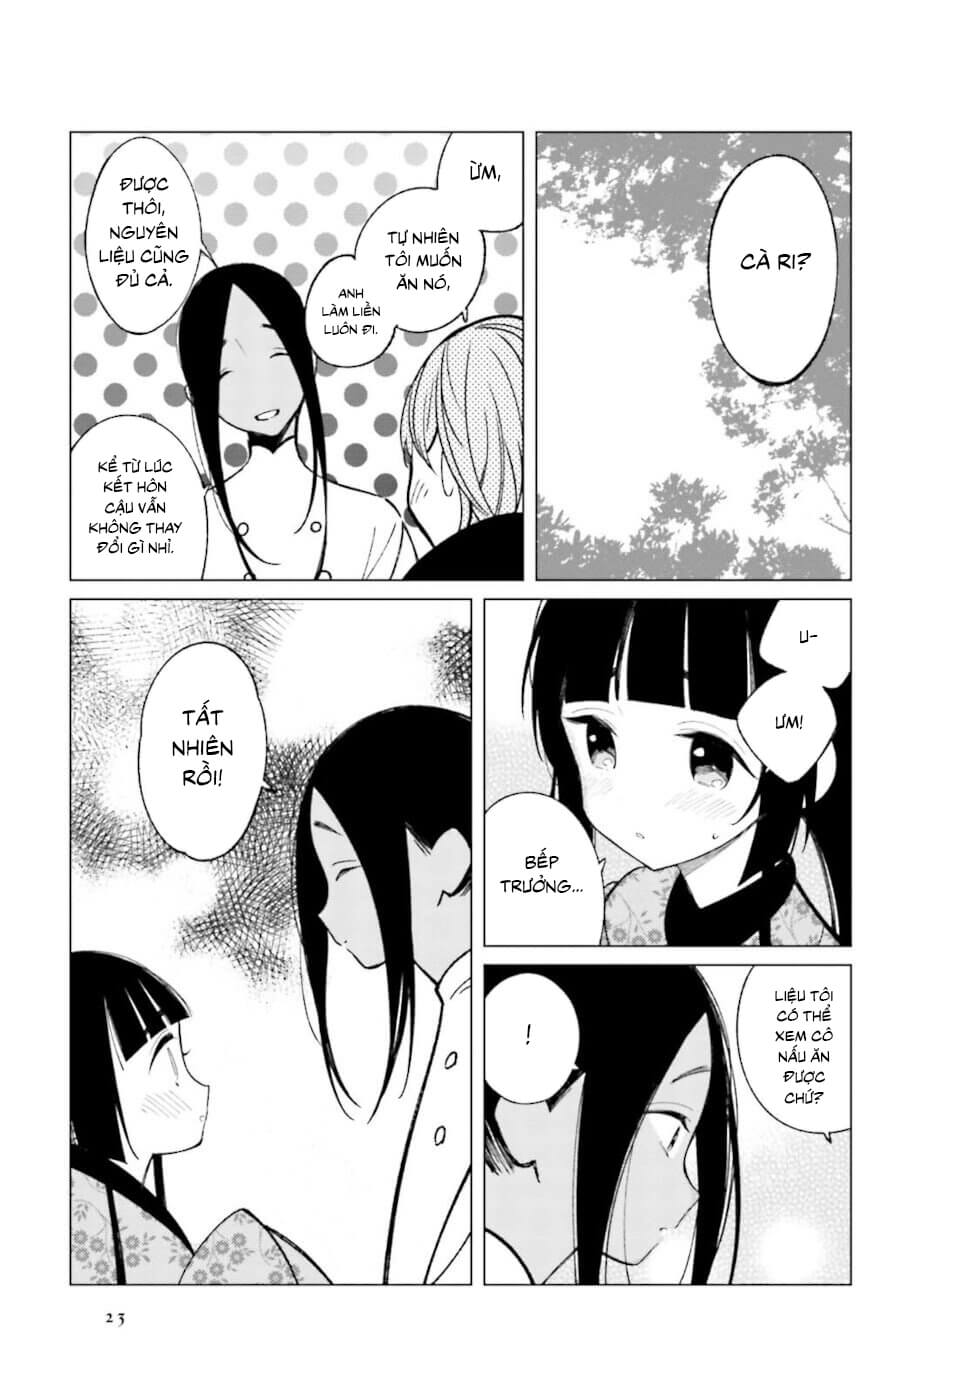 CÀ RI?
ỪM,
TỰ NHIÊN
TÔI MUỐN
ĂN NÓ,
ANH
LÀM LIỀN
LUÔN ĐI.
ĐƯỢC
THÔI,
NGUYÊN
LIỆU CŨNG
ĐỦ CẢ.
KỂ TỪ LÚC
KẾT HÔN
CẬU VẪN
KHÔNG THAY
ĐỔI GÌ NHỈ.
U-
ƯM!
BẾP
TRƯỞNG...
LIỆU TÔI
CÓ THỂ
XEM CÔ
NẤU ĂN
ĐƯỢC
CHỨ?
!
TẤT
NHIÊN
RỒI!
23